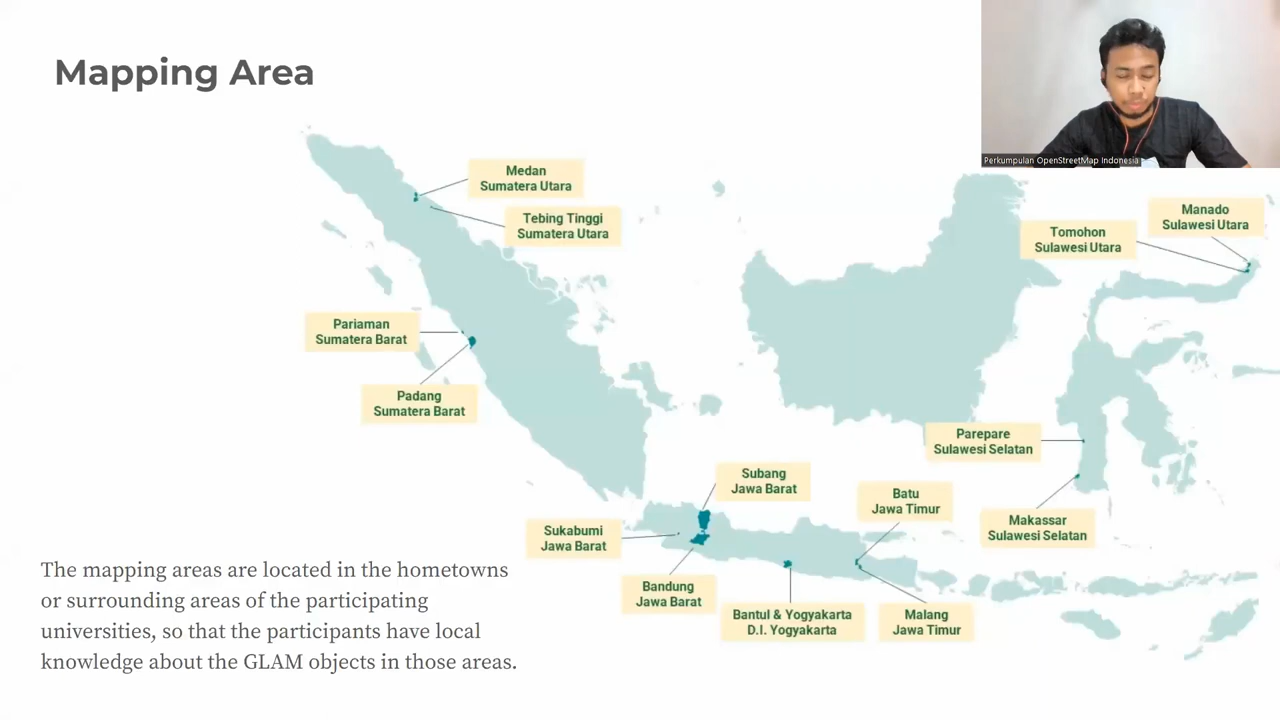 Mapping Area
Perkumpulan OpenStreetMap Indonesia
Medan
Sumatera Utara
Tebing Tinggi
Sumatera Utara
Manado
Sulawesi Utara
Tomohon
Sulawesi Utara
Pariaman
Sumatera Barat
Padang
Sumatera Barat
Parepare
Sulawesi Selatan
Subang
Jawa Barat
Batu
Jawa Timur
Makassar
Sulawesi Selatan
Sukabumi
Jawa Barat
Bandung
Jawa Barat
Bantul & Yogyakarta
D.I. Yogyakarta
Malang
Jawa Timur
The mapping areas are located in the hometowns
or surrounding areas of the participating
universities, so that the participants have local
knowledge about the GLAM objects in those areas.